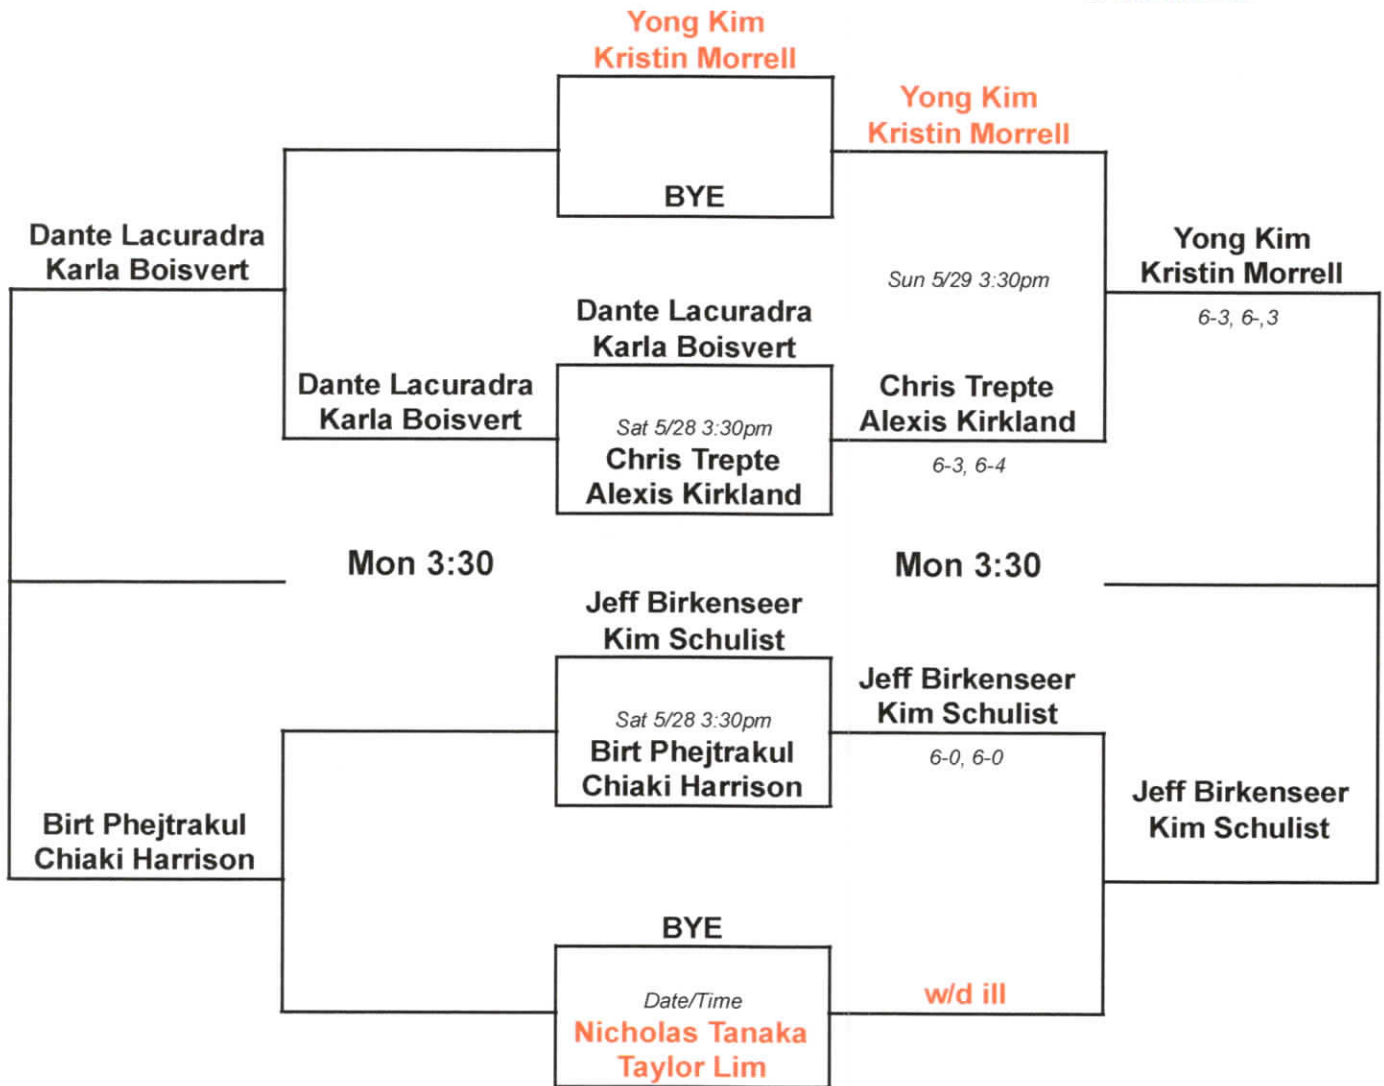 Yong Kim
Kristin Morrell
Yong Kim
Kristin Morrell
BYE
Dante Lacuradra
Karla Boisvert
Yong Kim
Kristin Morrell
Sun 5/29 3:30pm
6-3, 6-,3
Dante Lacuradra
Karla Boisvert
Dante Lacuradra
Karla Boisvert
Chris Trepte
Alexis Kirkland
Sat 5/28 3:30pm
Chris Trepte
Alexis Kirkland
6-3, 6-4
Mon 3:30
Mon 3:30
Jeff Birkenseer
Kim Schulist
Jeff Birkenseer
Kim Schulist
Sat 5/28 3:30pm
Birt Phejtrakul
Chiaki Harrison
6-0, 6-0
Birt Phejtrakul
Chiaki Harrison
Jeff Birkenseer
Kim Schulist
BYE
Date/Time
Nicholas Tanaka
Taylor Lim
w/d ill